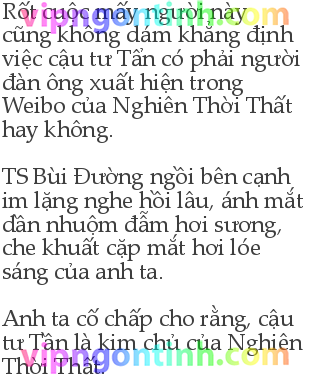 Rốt cuộc mấy người này
vipngontinh.com
cũng không dám khẳng định
việc cậu tư Tẩn có phải người
đàn ông xuất hiện trong
Weibo của Nghiên Thời Thất
hay không.
TS Bùi Đường ngồi bên cạnh
im lặng nghe hồi lâu, ánh mắt
dần nhuộm đẫm hơi sương,
che khuất cặp mắt hơi lóe
sáng của anh ta.
Anh ta cố chấp cho rằng, cậu
tư Tần là kim chủ của Nghiên
vipngontinh.com
Thời Thất.